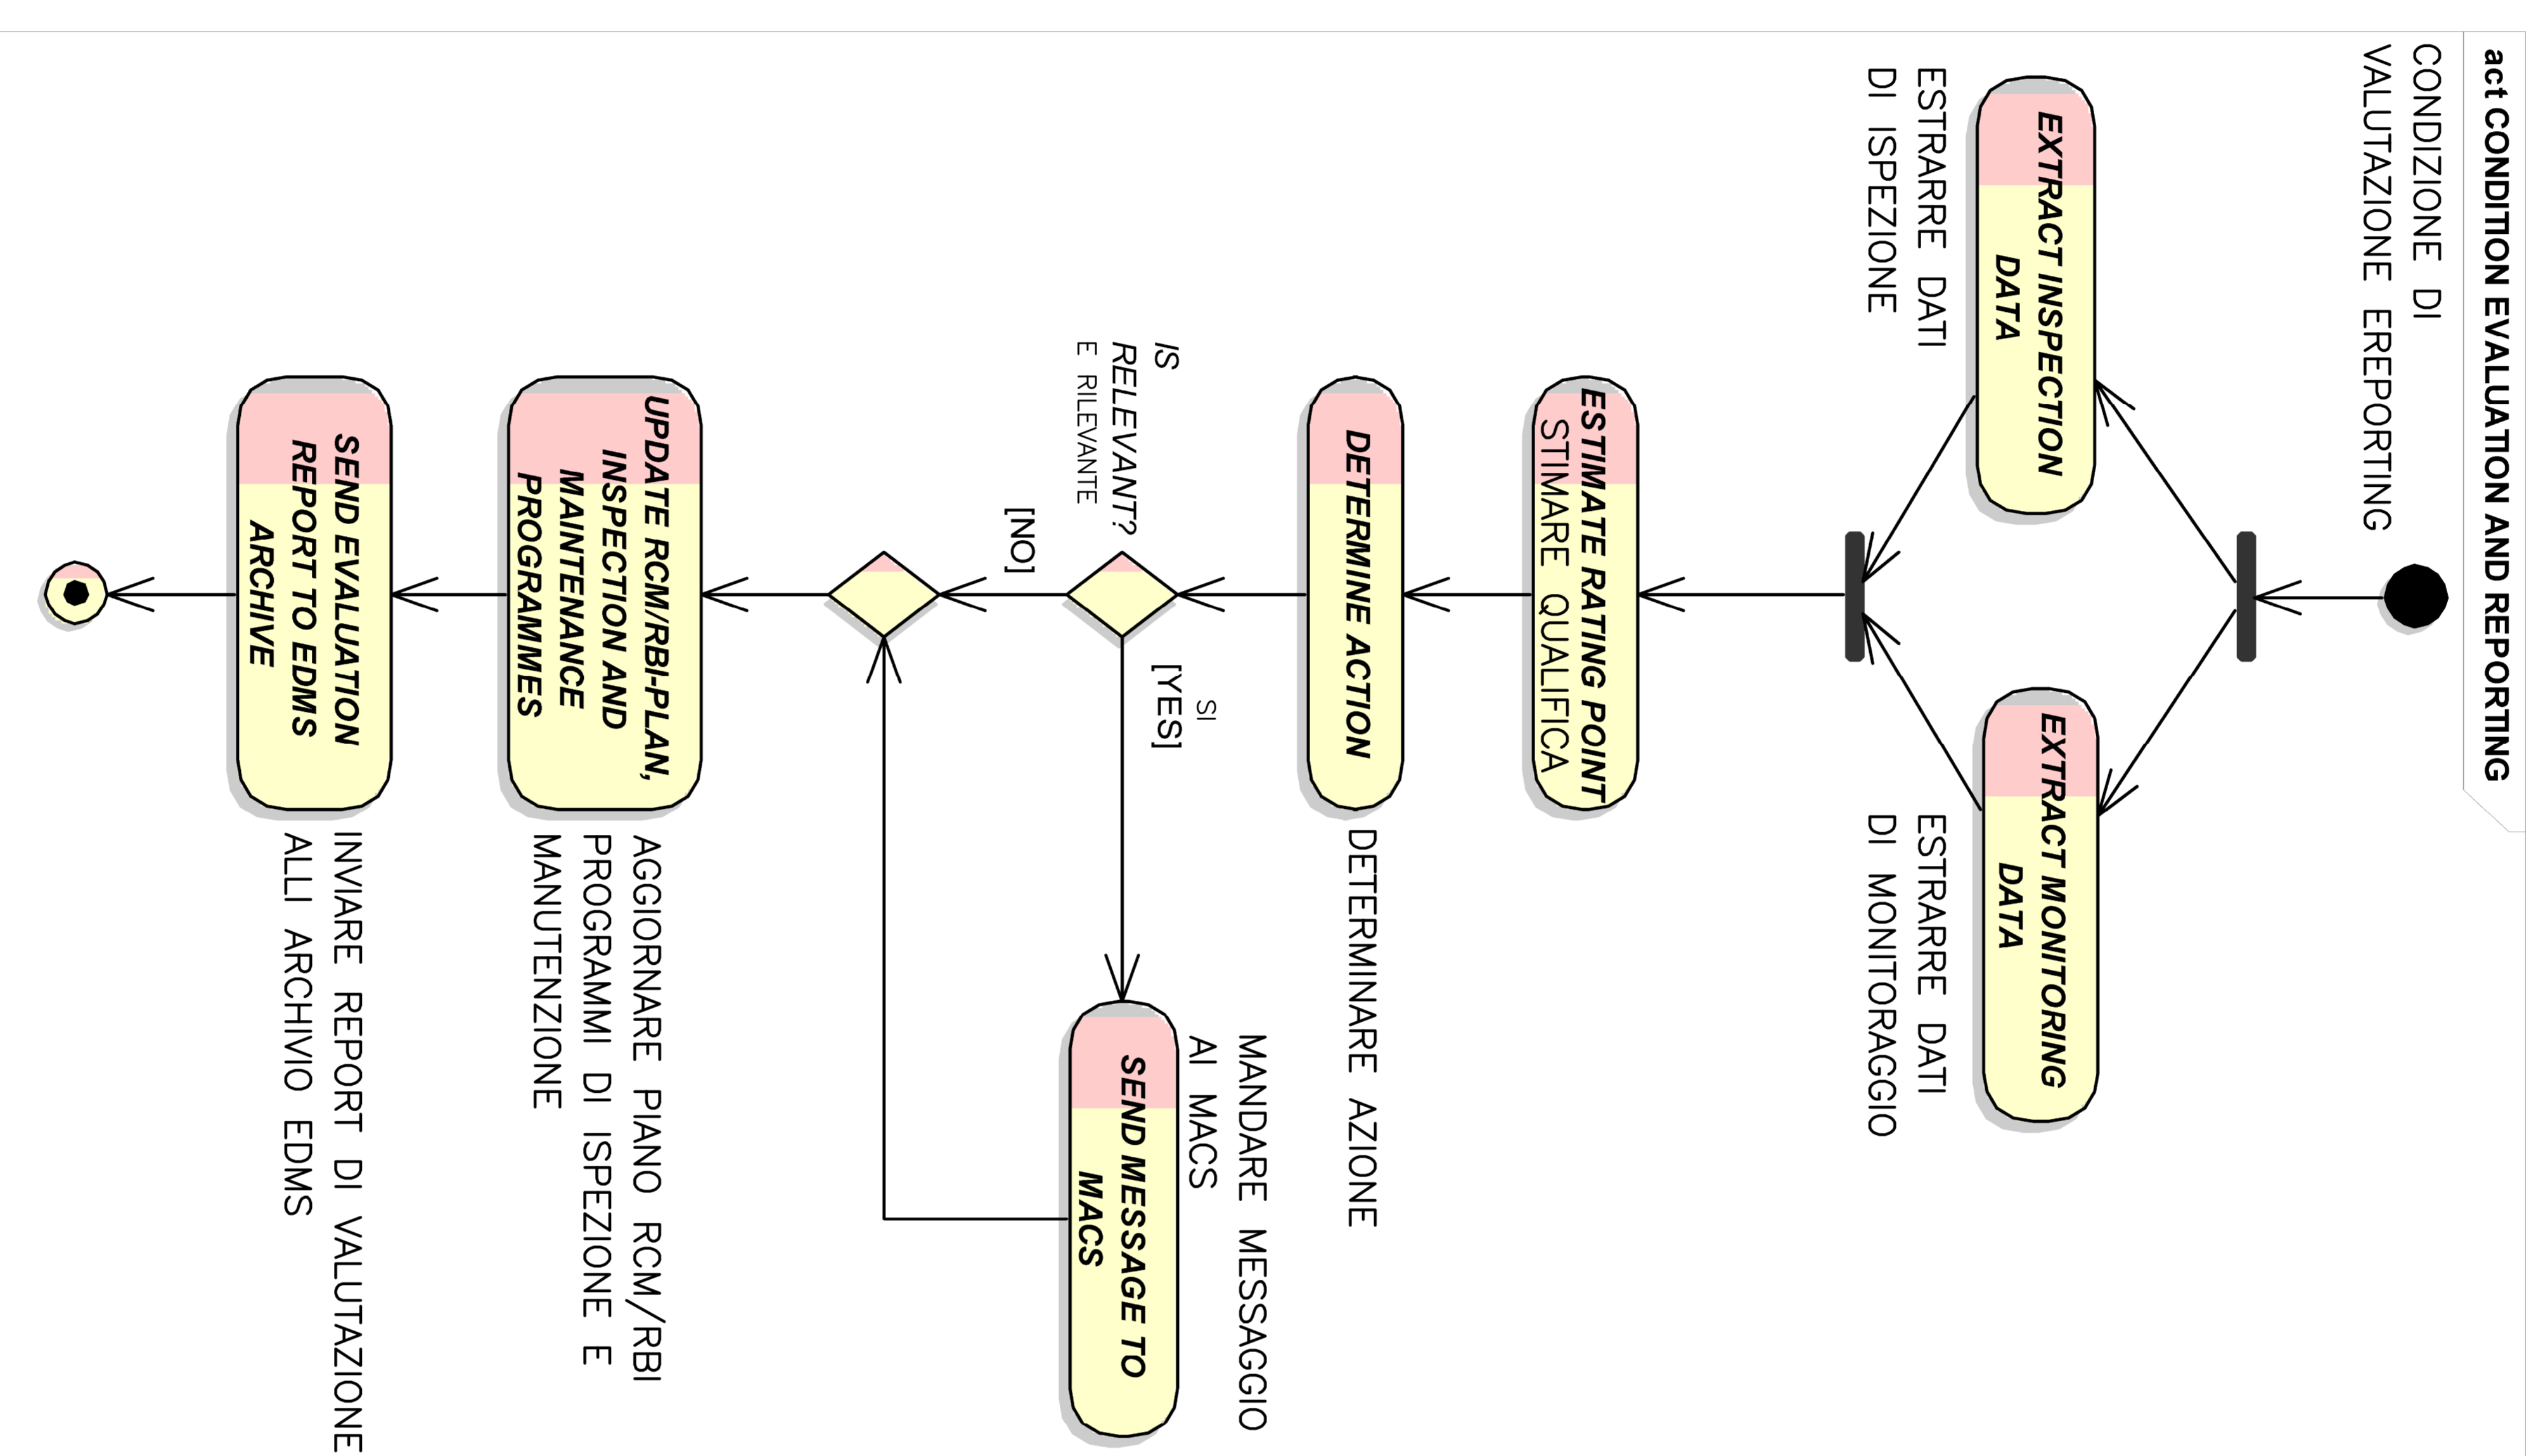 act CONDITION EVALUATION AND REPORTING
CONDIZIONE DI
VALUTAZIONE EREPORTING
EXTRACT INSPECTION
DATA
ESTRARRE DATI
DI ISPEZIONE
EXTRACT MONITORING
DATA
ESTRARRE DATI
DI MONITORAGGIO
ESTIMATE RATING POINT
STIMARE QUALIFICA
DETERMINE ACTION
DETERMINARE AZIONE
IS
RELEVANT?
E RILEVANTE
SI
[YES]
[NO]
MANDARE MESSAGGIO
AI MACS
SEND MESSAGE TO
MACS
UPDATE RCM/RBI-PLAN,
INSPECTION AND
MAINTENANCE
PROGRAMMES
AGGIORNARE PIANO RCM/RBI
PROGRAMMI DI ISPEZIONE E
MANUTENZIONE
SEND EVALUATION
REPORT TO EDMS
ARCHIVE
INVIARE REPORT DI VALUTAZIONE
ALLI ARCHIVIO EDMS